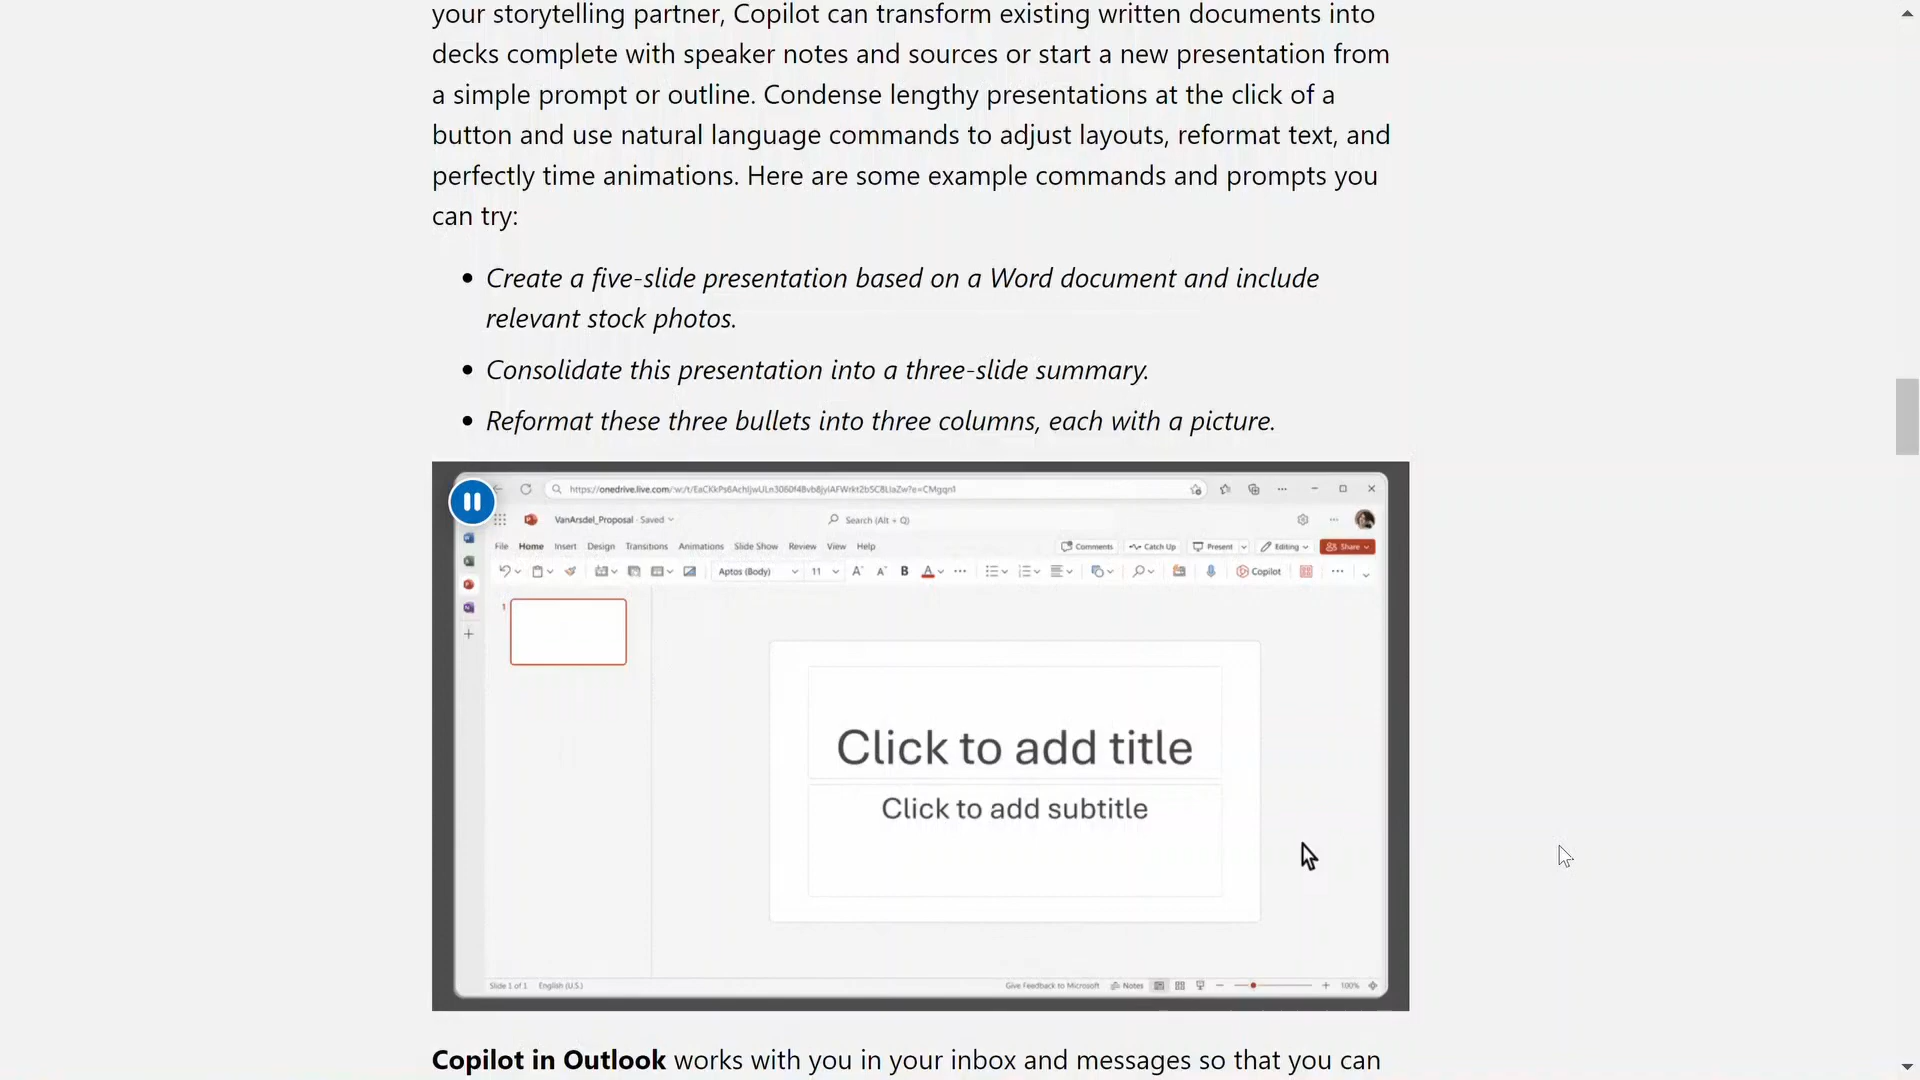 your storytelling partner, Copilot can transform existing written documents into
decks complete with speaker notes and sources or start a new presentation from
a simple prompt or outline. Condense lengthy presentations at the click of a
button and use natural language commands to adjust layouts, reformat text, and
perfectly time animations. Here are some example commands and prompts you
can try:
• Create a five-slide presentation based on a Word document and include
relevant stock photos.
• Consolidate this presentation into a three-slide summary.
• Reformat these three bullets into three columns, each with a picture.
VanArsdel_Proposal · Saved
Search (Alt + Q)
File Home Insert Design Transitions Animations Slide Show Review View Help
Comments Catch Up Present Editing Share
Aptos (Body) 11 A A B A Copilot
1
Click to add title
Click to add subtitle
Slide 1 of 1 English (U.S.)
Give Feedback to Microsoft Notes 100%
Copilot in Outlook works with you in your inbox and messages so that you can